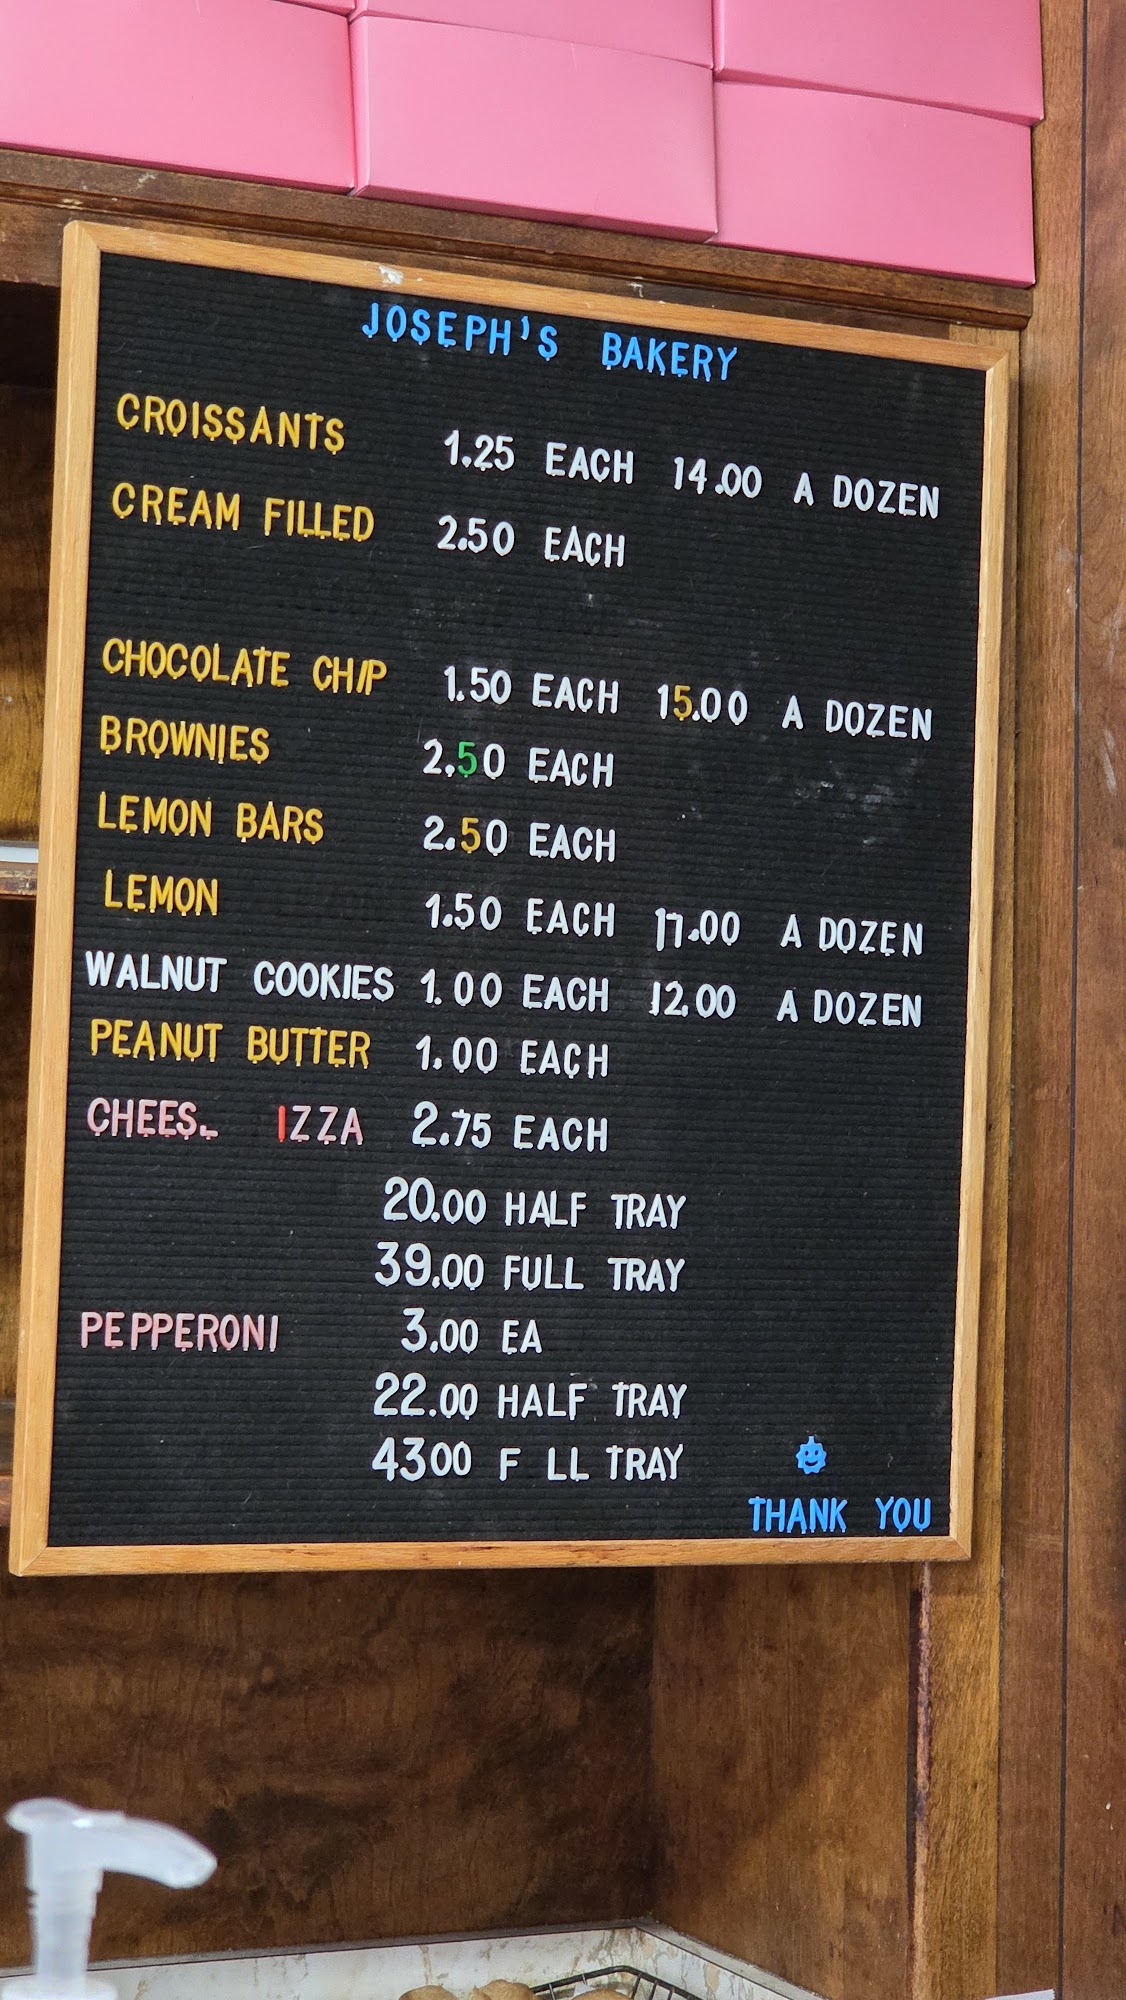 JOSEPH'S BAKERY
CROISSANTS 1.25 EACH 14.00 A DOZEN
CREAM FILLED 2.50 EACH
CHOCOLATE CHIP 1.50 EACH 15.00 A DOZEN
BROWNIES 2.50 EACH
LEMON BARS 2.50 EACH
LEMON 1.50 EACH 17.00 A DOZEN
WALNUT COOKIES 1.00 EACH 12.00 A DOZEN
PEANUT BUTTER 1.00 EACH
CHEES. IZZA 2.75 EACH
20.00 HALF TRAY
39.00 FULL TRAY
PEPPERONI 3.00 EA
22.00 HALF TRAY
4300 F LL TRAY
THANK YOU